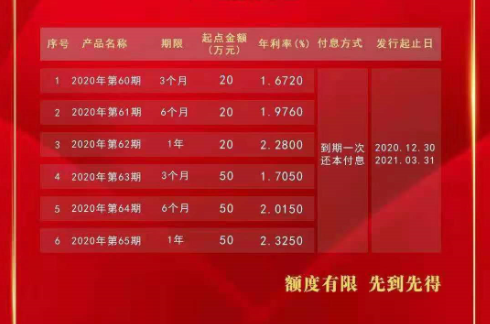 序号 产品名称 期限 起点金额(万元) 年利率(%) 付息方式 发行起止日
1 2020年第60期 3个月 20 1.6720
2 2020年第61期 6个月 20 1.9760
3 2020年第62期 1年 20 2.2800
到期一次还本付息
2020.12.30
2021.03.31
4 2020年第63期 3个月 50 1.7050
5 2020年第64期 6个月 50 2.0150
6 2020年第65期 1年 50 2.3250
额度有限 先到先得